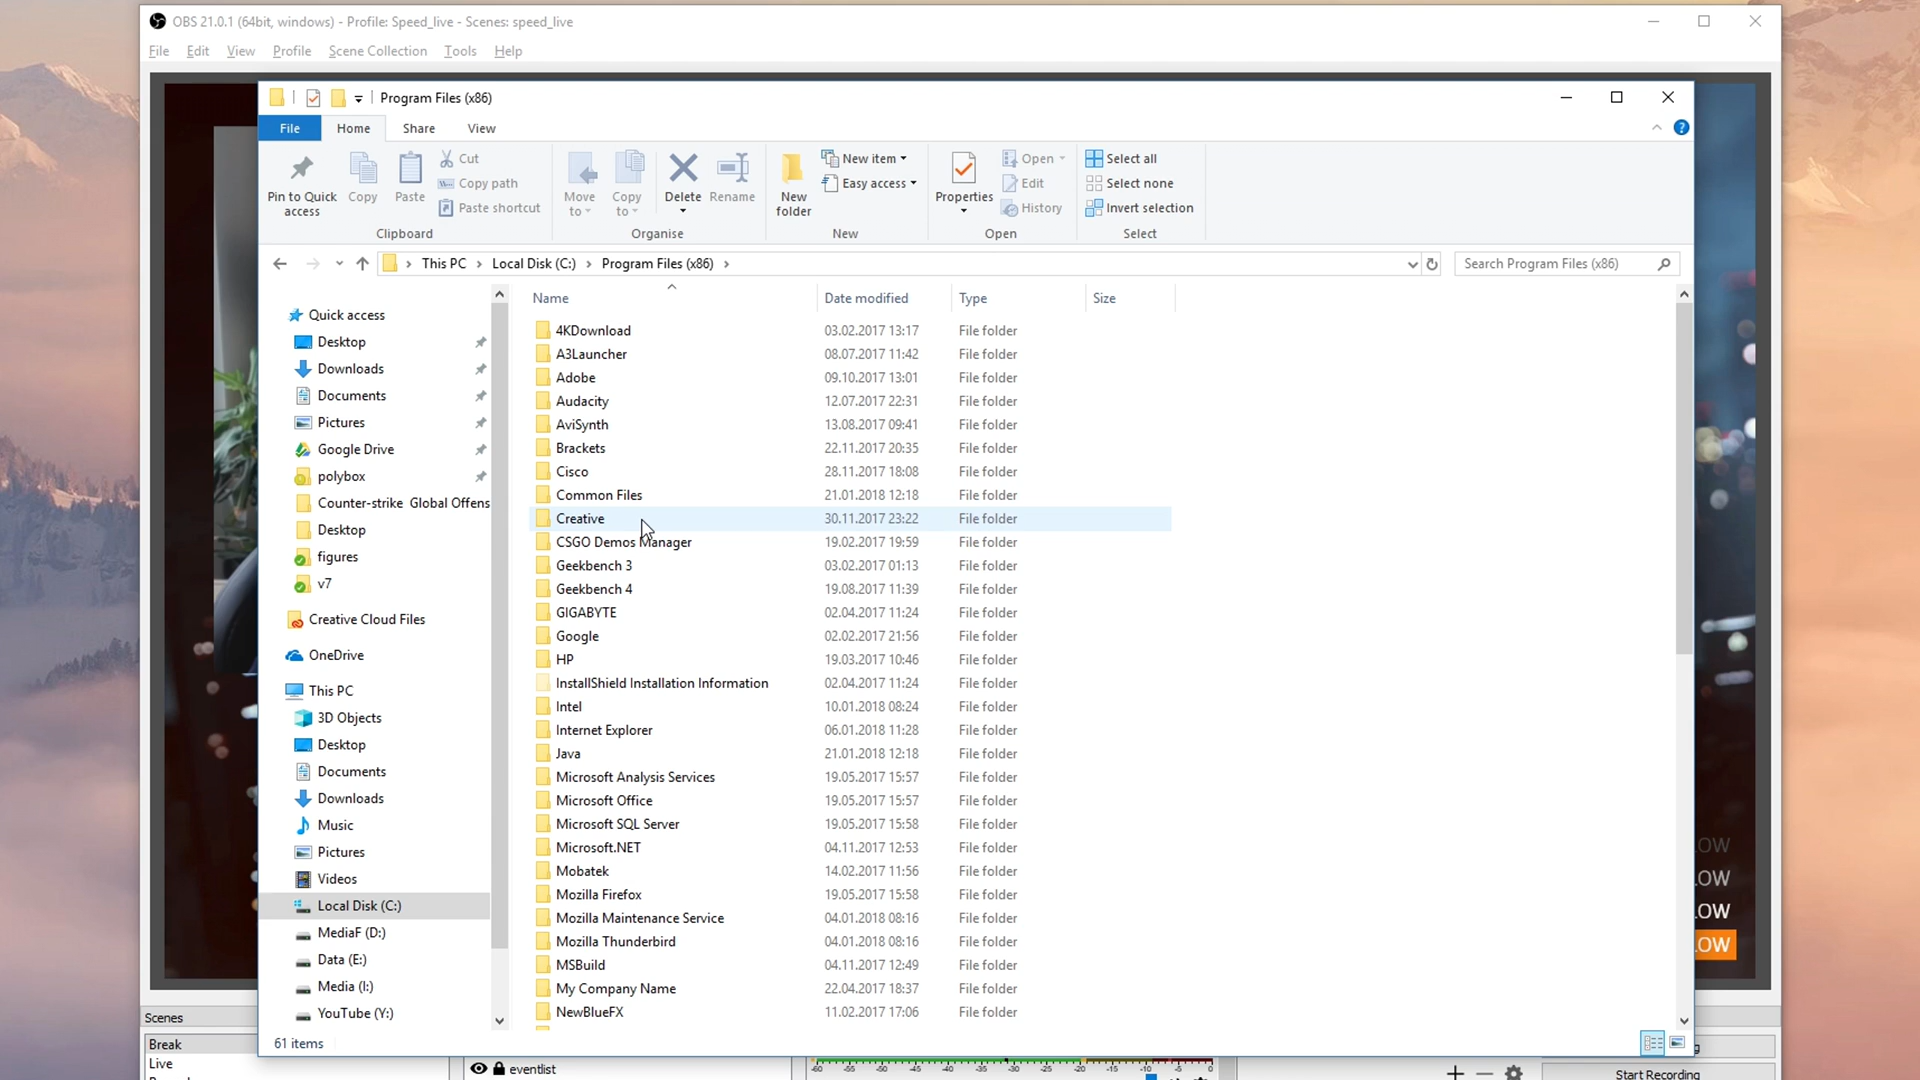 OBS 21.0.1 (64bit, windows) - Profile: Speed_live - Scenes: speed_live
File Edit View Profile Scene Collection Tools Help
Program Files (x86)
File Home Share View
Pin to Quick access
Copy
Paste
Cut
Copy path
Paste shortcut
Clipboard
Move to
Copy to
Delete
Rename
Organise
New folder
New item
Easy access
New
Properties
Open
Edit
History
Open
Select all
Select none
Invert selection
Select
This PC Local Disk (C:) Program Files (x86)
Search Program Files (x86)
Quick access
Desktop
Downloads
Documents
Pictures
Google Drive
polybox
Counter-strike Global Offens
Desktop
figures
v7
Creative Cloud Files
OneDrive
This PC
3D Objects
Desktop
Documents
Downloads
Music
Pictures
Videos
Local Disk (C:)
MediaF (D:)
Data (E:)
Media (I:)
YouTube (Y:)
Name Date modified Type Size
4KDownload 03.02.2017 13:17 File folder
A3Launcher 08.07.2017 11:42 File folder
Adobe 09.10.2017 13:01 File folder
Audacity 12.07.2017 22:31 File folder
AviSynth 13.08.2017 09:41 File folder
Brackets 22.11.2017 20:35 File folder
Cisco 28.11.2017 18:08 File folder
Common Files 21.01.2018 12:18 File folder
Creative 30.11.2017 23:22 File folder
CSGO Demos Manager 19.02.2017 19:59 File folder
Geekbench 3 03.02.2017 01:13 File folder
Geekbench 4 19.08.2017 11:39 File folder
GIGABYTE 02.04.2017 11:24 File folder
Google 02.02.2017 21:56 File folder
HP 19.03.2017 10:46 File folder
InstallShield Installation Information 02.04.2017 11:24 File folder
Intel 10.01.2018 08:24 File folder
Internet Explorer 06.01.2018 11:28 File folder
Java 21.01.2018 12:18 File folder
Microsoft Analysis Services 19.05.2017 15:57 File folder
Microsoft Office 19.05.2017 15:57 File folder
Microsoft SQL Server 19.05.2017 15:58 File folder
Microsoft.NET 04.11.2017 12:53 File folder
Mobatek 14.02.2017 11:56 File folder
Mozilla Firefox 19.05.2017 15:58 File folder
Mozilla Maintenance Service 04.01.2018 08:16 File folder
Mozilla Thunderbird 04.01.2018 08:16 File folder
MSBuild 04.11.2017 12:49 File folder
My Company Name 22.04.2017 18:37 File folder
NewBlueFX 11.02.2017 17:06 File folder
61 items
OW
LOW
LOW
OW
Scenes
Break
Live
eventlist
-60 -55 -50 -45 -40 -35 -30 -25 -20 -15 -10 -5 0
Start Recording